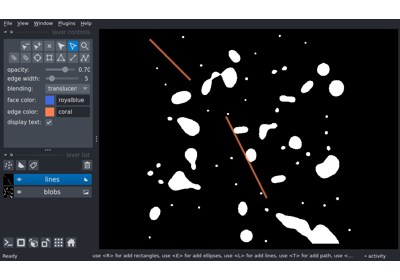 File View Window Plugins Help
layer controls
opacity: 0.70
edge width: 5
blending: translucen
face color: royalblue
edge color: coral
display text:
layer list
lines
blobs
Ready use <R> for add rectangles, use <E> for add ellipses, use <L> for add lines, use <T> for add path, use <... activity